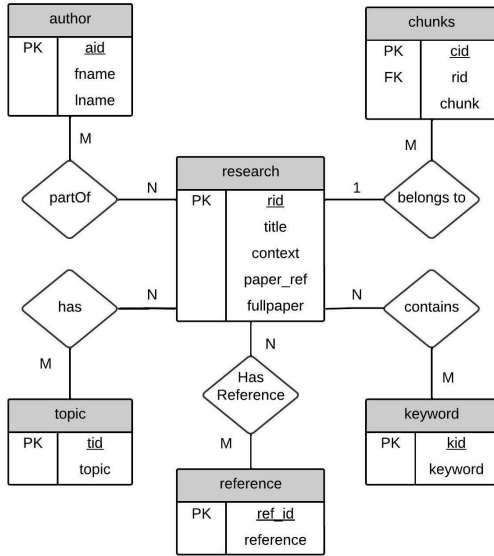 author
PK aid
fname
lname
chunks
PK cid
FK rid
chunk
M
M
partOf
N
research
PK rid
title
context
paper_ref
fullpaper
1
belongs to
has
N
N
contains
M
N
M
Has
Reference
M
topic
PK tid
topic
reference
PK ref_id
reference
keyword
PK kid
keyword